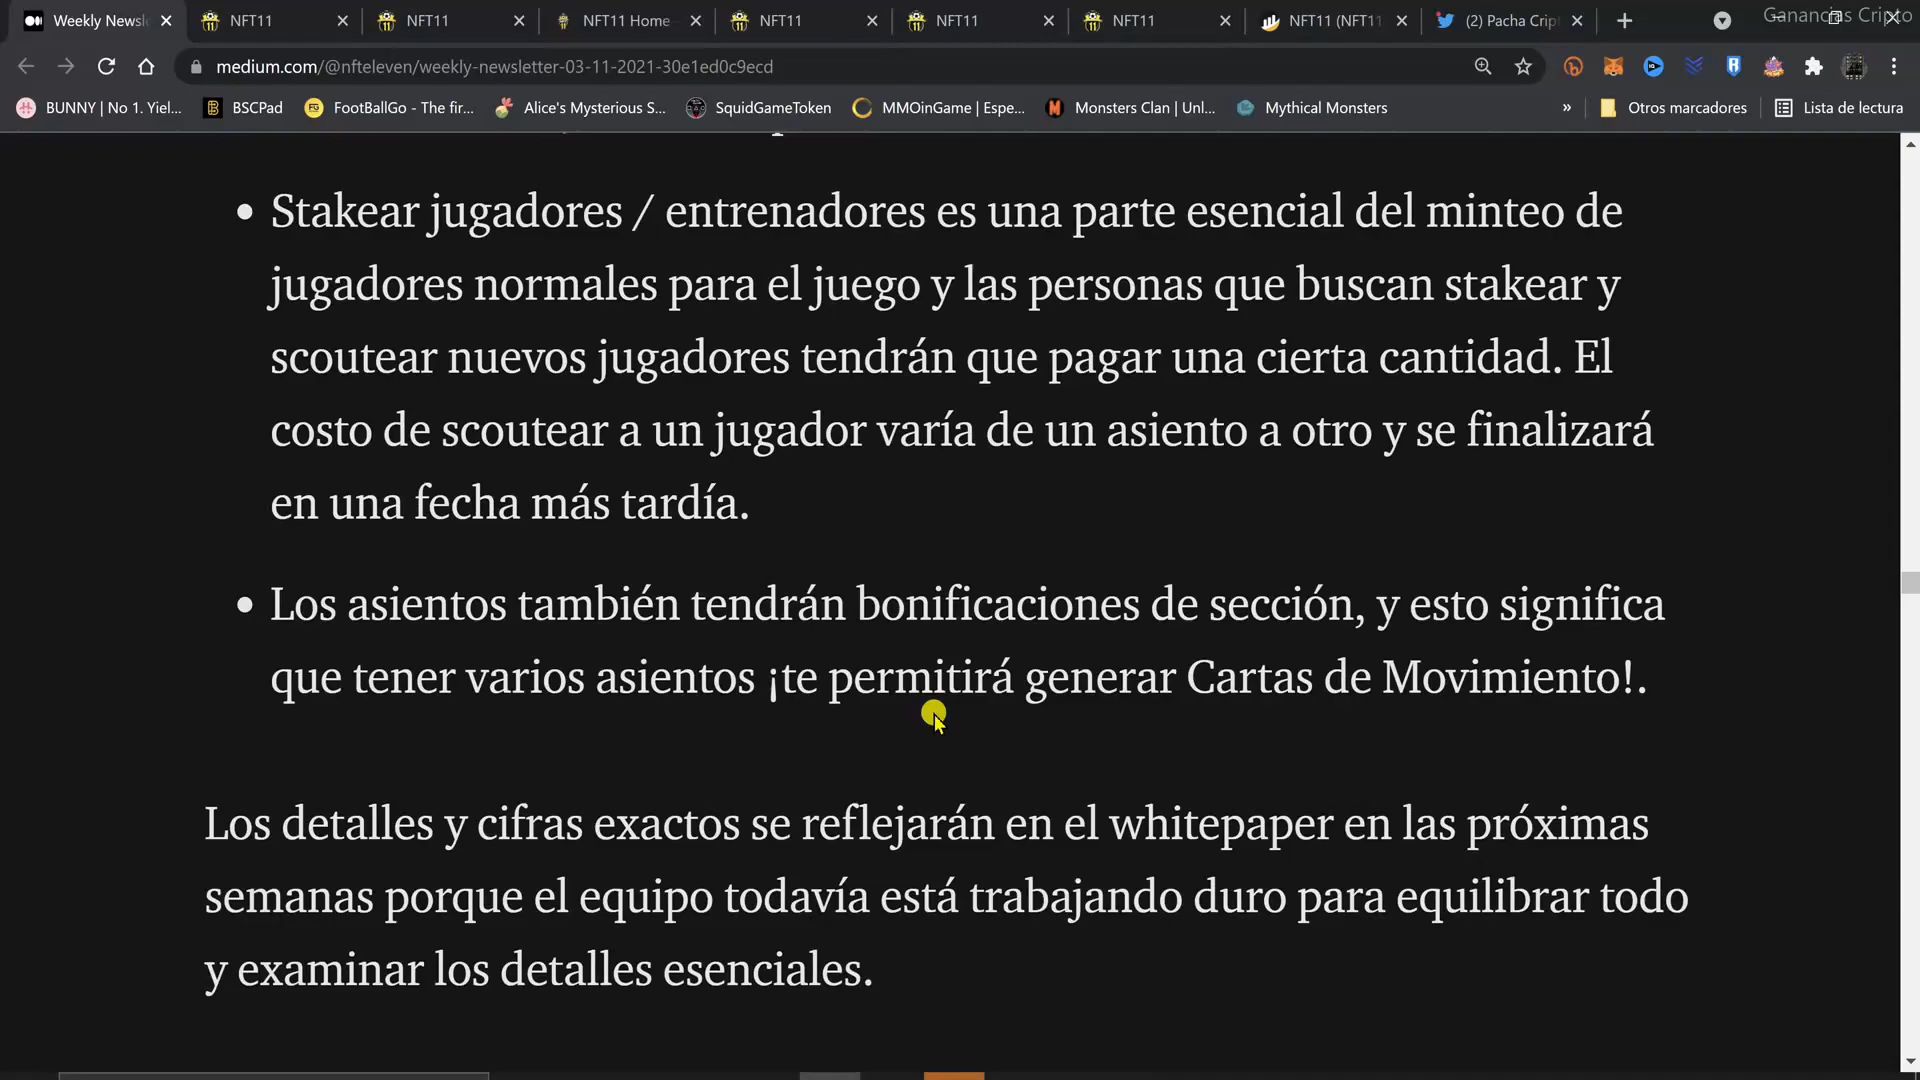 Weekly Newsl
NFT11
NFT11
NFT11 Home
NFT11
NFT11
NFT11
NFT11 (NFT11
(2) Pacha Crip
Ganancias Cripto
medium.com/@nfteleven/weekly-newsletter-03-11-2021-30e1ed0c9ecd
BUNNY | No 1. Yiel...
BSCPad
FootBallGo - The fir...
Alice's Mysterious S...
SquidGameToken
MMOinGame | Espe...
Monsters Clan | Unl...
Mythical Monsters
»
Otros marcadores
Lista de lectura
• Stakear jugadores / entrenadores es una parte esencial del minteo de
jugadores normales para el juego y las personas que buscan stakear y
scoutear nuevos jugadores tendrán que pagar una cierta cantidad. El
costo de scoutear a un jugador varía de un asiento a otro y se finalizará
en una fecha más tardía.
• Los asientos también tendrán bonificaciones de sección, y esto significa
que tener varios asientos ¡te permitirá generar Cartas de Movimiento!.
Los detalles y cifras exactos se reflejarán en el whitepaper en las próximas
semanas porque el equipo todavía está trabajando duro para equilibrar todo
y examinar los detalles esenciales.